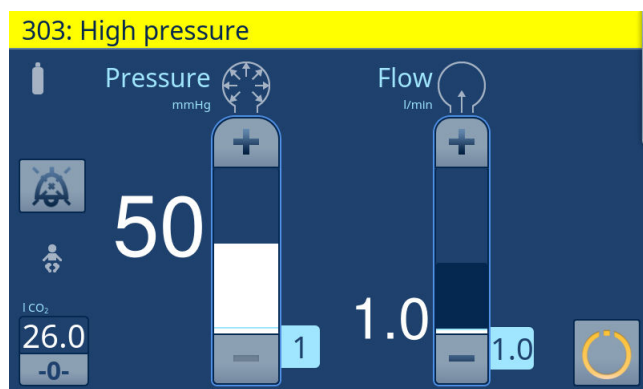 303: High pressure
Pressure
mmHg
Flow
l/min
+
+
50
1.0
I CO₂
26.0
-0-
−
1
−
1.0